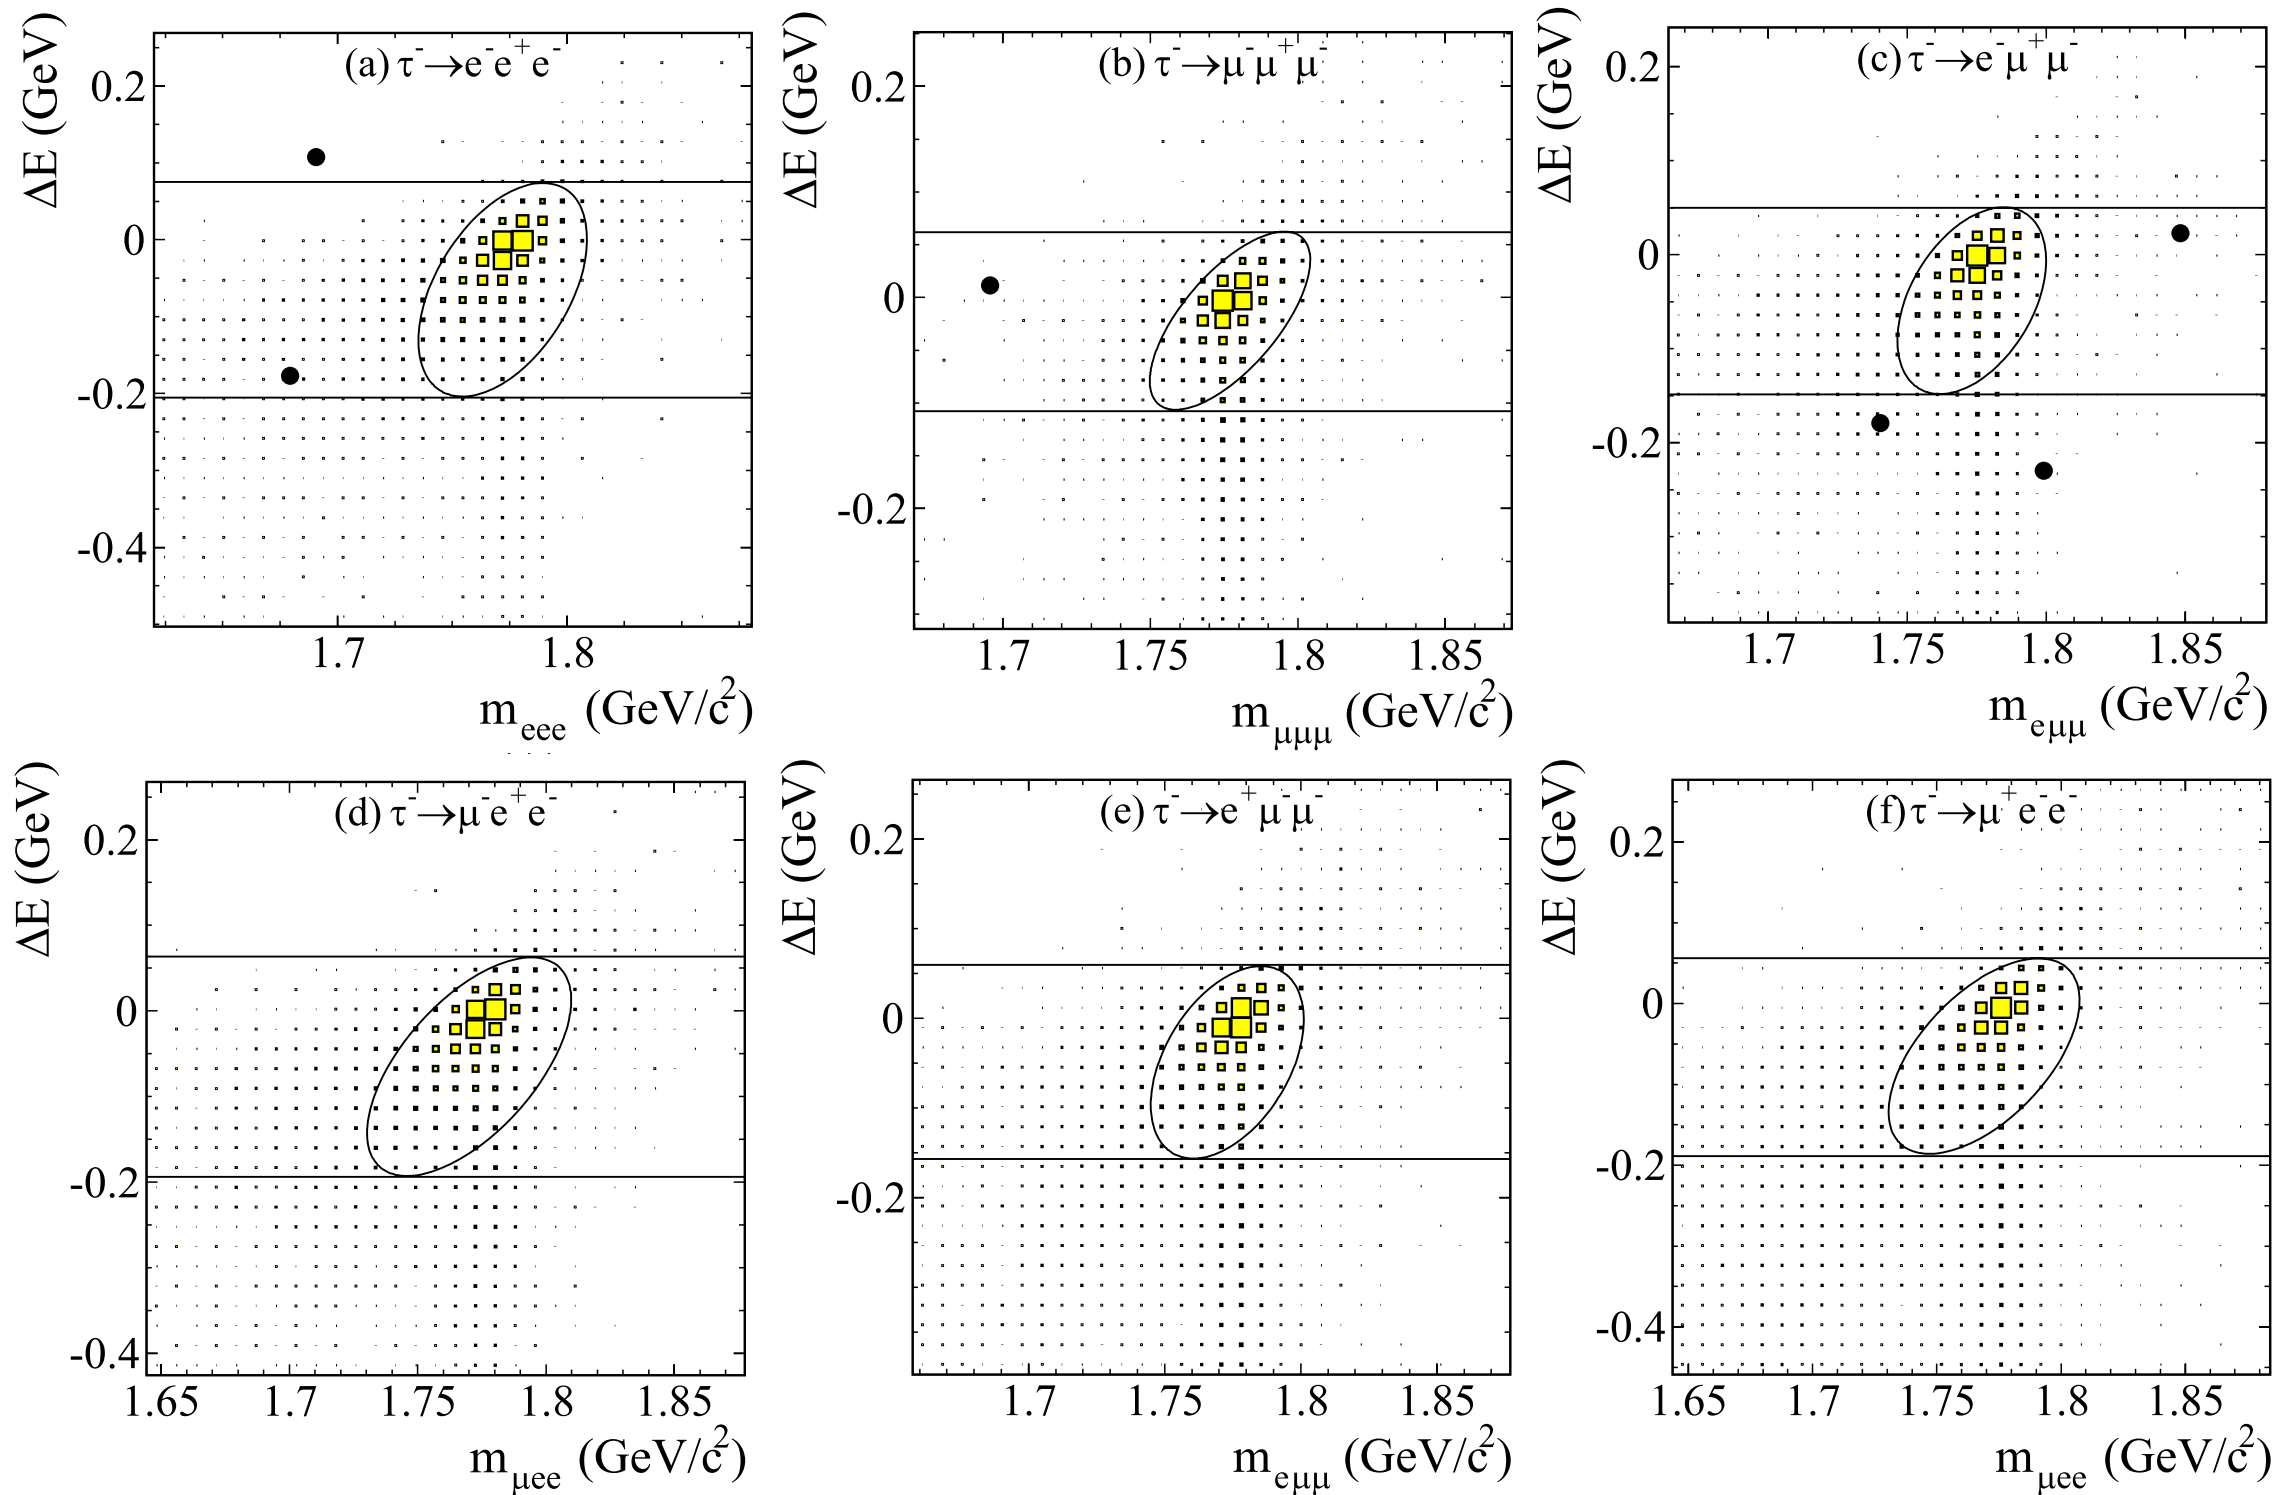 (a) τ⁻→e⁻e⁺e⁻
ΔE (GeV)
0.2
0
-0.2
-0.4
1.7 1.8
m_eee (GeV/c²)
(b) τ⁻→μ⁻μ⁺μ⁻
ΔE (GeV)
0.2
0
-0.2
1.7 1.75 1.8 1.85
m_μμμ (GeV/c²)
(c) τ⁻→e⁻μ⁺μ⁻
ΔE (GeV)
0.2
0
-0.2
1.7 1.75 1.8 1.85
m_eμμ (GeV/c²)
(d) τ⁻→μ⁻e⁺e⁻
ΔE (GeV)
0.2
0
-0.2
-0.4
1.65 1.7 1.75 1.8 1.85
m_μee (GeV/c²)
(e) τ⁻→e⁺μ⁻μ⁻
ΔE (GeV)
0.2
0
-0.2
1.7 1.75 1.8 1.85
m_eμμ (GeV/c²)
(f) τ⁻→μ⁺e⁻e⁻
ΔE (GeV)
0.2
0
-0.2
-0.4
1.65 1.7 1.75 1.8 1.85
m_μee (GeV/c²)